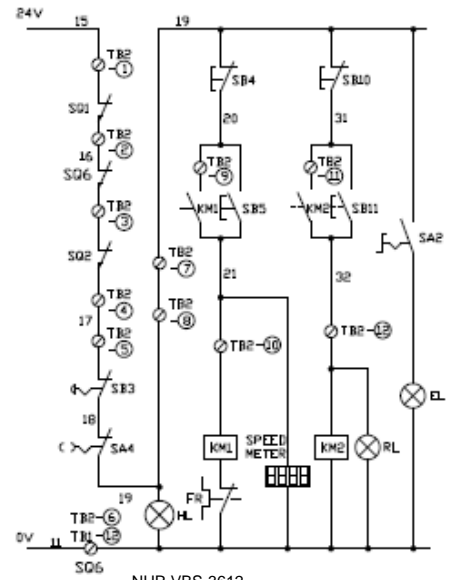 24V
15
19
TB2
-①
SQ1
TB2
-②
16
SQ6
TB2
-③
SQ2
TB2
-④
17
TB2
-⑤
SB3
18
SA4
19
TB2-⑥
TB1-⑫
0V
11
SQ6
HL
TB2
-⑦
TB2
-⑧
SB4
20
TB2
-⑨
KM1
SB5
21
TB2-⑩
KM1
SPEED
METER
FR
SB10
31
TB2
-⑪
KM2
SB11
32
TB2-⑫
KM2
RL
SA2
EL